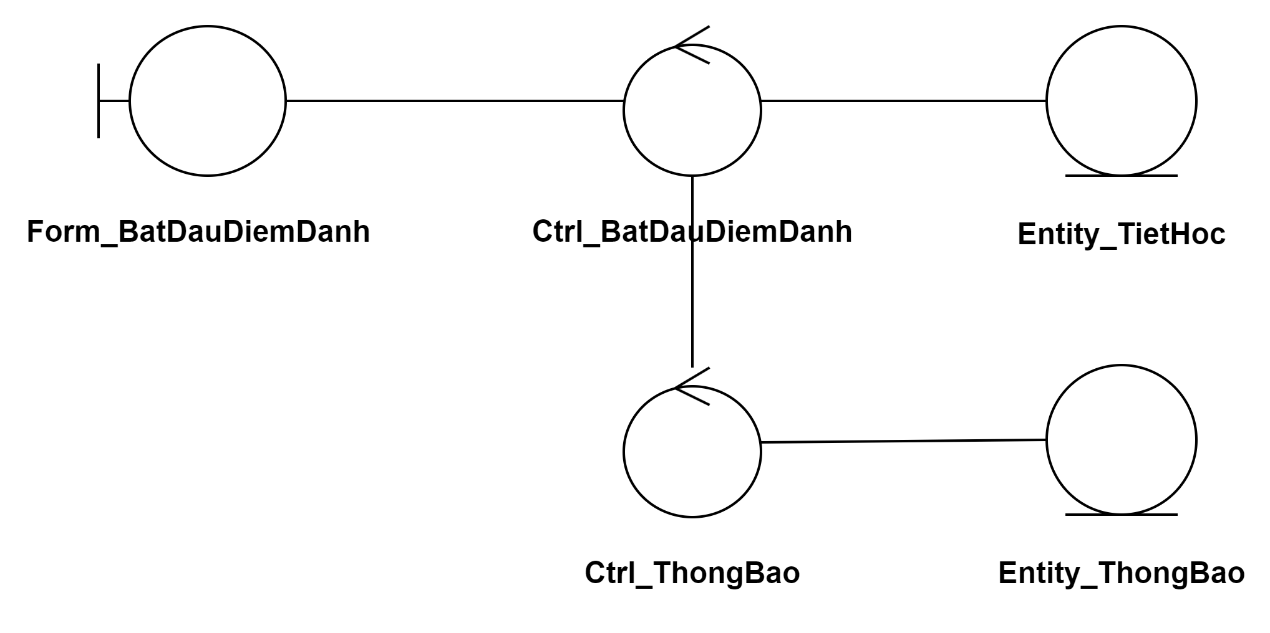 Form_BatDauDiemDanh
Ctrl_BatDauDiemDanh
Entity_TietHoc
Ctrl_ThongBao
Entity_ThongBao